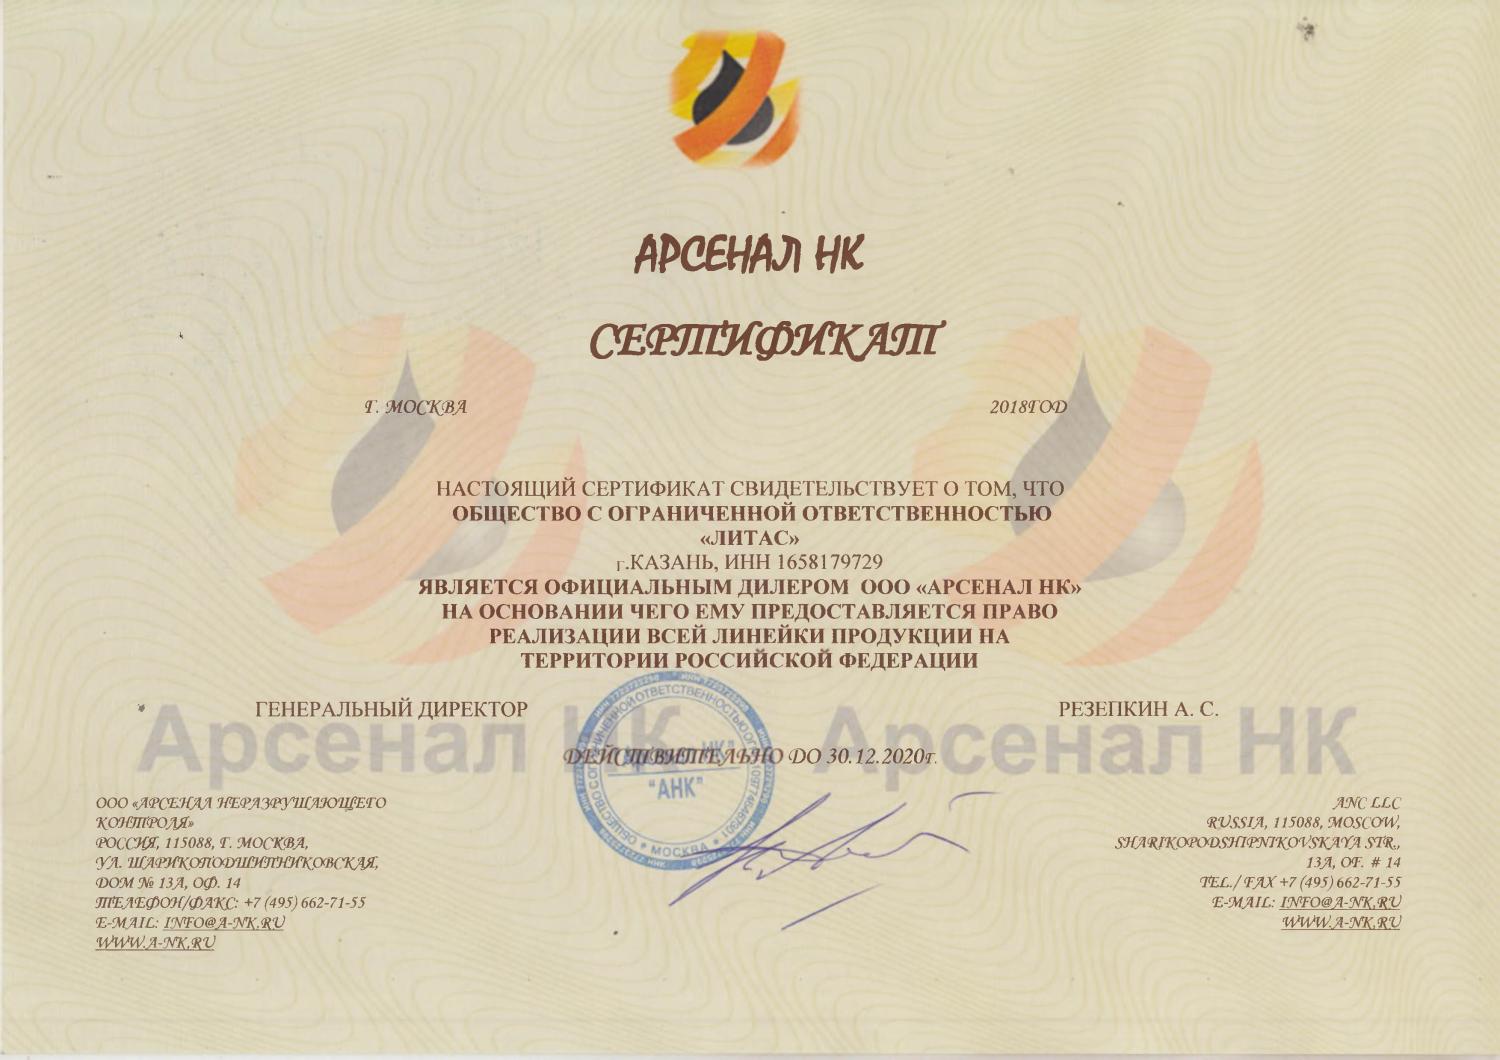 АРСЕНАЛ НК
СЕРТИФИКАТ
Г. МОСКВА
2018ГОД
НАСТОЯЩИЙ СЕРТИФИКАТ СВИДЕТЕЛЬСТВУЕТ О ТОМ, ЧТО
ОБЩЕСТВО С ОГРАНИЧЕННОЙ ОТВЕТСТВЕННОСТЬЮ
«ЛИТАС»
г.КАЗАНЬ, ИНН 1658179729
ЯВЛЯЕТСЯ ОФИЦИАЛЬНЫМ ДИЛЕРОМ ООО «АРСЕНАЛ НК»
НА ОСНОВАНИИ ЧЕГО ЕМУ ПРЕДОСТАВЛЯЕТСЯ ПРАВО
РЕАЛИЗАЦИИ ВСЕЙ ЛИНЕЙКИ ПРОДУКЦИИ НА
ТЕРРИТОРИИ РОССИЙСКОЙ ФЕДЕРАЦИИ
ГЕНЕРАЛЬНЫЙ ДИРЕКТОР
РЕЗЕПКИН А. С.
Арсенал НК
Арсенал НК
ДЕЙСТВИТЕЛЬНО ДО 30.12.2020г.
ОБЩЕСТВО С ОГРАНИЧЕННОЙ ОТВЕТСТВЕННОСТЬЮ
"АНК"
МОСКВА
ООО «АРСЕНАЛ НЕРАЗРУШАЮЩЕГО
КОНТРОЛЯ»
РОССИЯ, 115088, Г. МОСКВА,
УЛ. ШАРИКОПОДШИПНИКОВСКАЯ,
ДОМ № 13А, ОФ. 14
ТЕЛЕФОН/ФАКС: +7 (495) 662-71-55
E-MAIL: INFO@A-NK.RU
WWW.A-NK.RU
ANC LLC
RUSSIA, 115088, MOSCOW,
SHARIKOPODSHIPNIKOVSKAYA STR.,
13A, OF. # 14
TEL./ FAX +7 (495) 662-71-55
E-MAIL: INFO@A-NK.RU
WWW.A-NK.RU